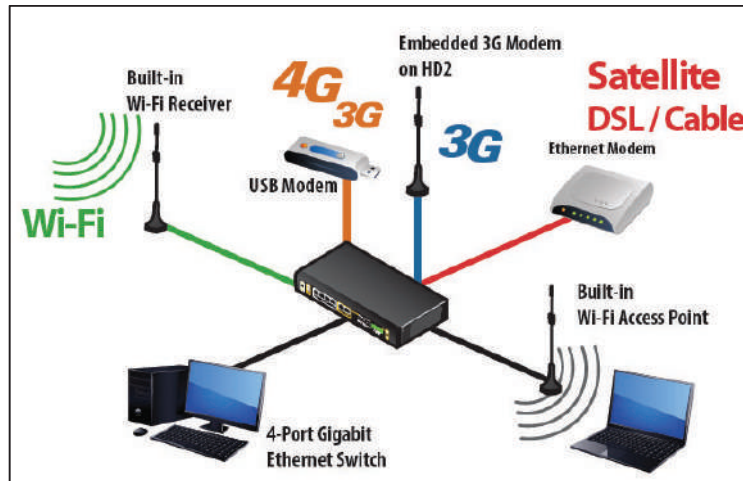 Built-in
Wi-Fi Receiver
Wi-Fi
4G
3G
USB Modem
Embedded 3G Modem
on HD2
3G
Satellite
DSL / Cable
Ethernet Modem
Built-in
Wi-Fi Access Point
4-Port Gigabit
Ethernet Switch